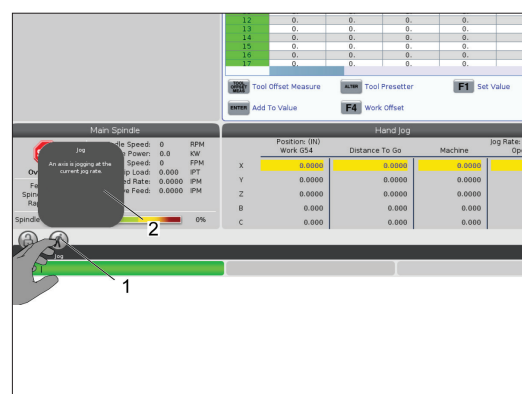 12 0. 0. 0. 0.
13 0. 0. 0. 0.
14 0. 0. 0. 0.
15 0. 0. 0. 0.
16 0. 0. 0. 0.
17 0. 0. 0. 0.
TOOL OFFSET MEAS Tool Offset Measure ALTER Tool Presetter F1 Set Value
ENTER Add To Value F4 Work Offset
Main Spindle
Speed: 0 RPM
Power: 0.0 KW
Speed: 0 FPM
Load: 0.000 IPT
Rate: 0.0000 IPM
Feed: 0.0000 IPM
Jog
An axis is jogging at the
current jog rate.
Spindle
0%
2
Jog
1
Hand Jog
Position: (IN)
Jog Rate:
Work G54 Distance To Go Machine
X 0.0000 0.0000 0.0000
Y 0.0000 0.0000 0.0000
Z 0.0000 0.0000 0.0000
B 0.000 0.000 0.000
C 0.000 0.000 0.000